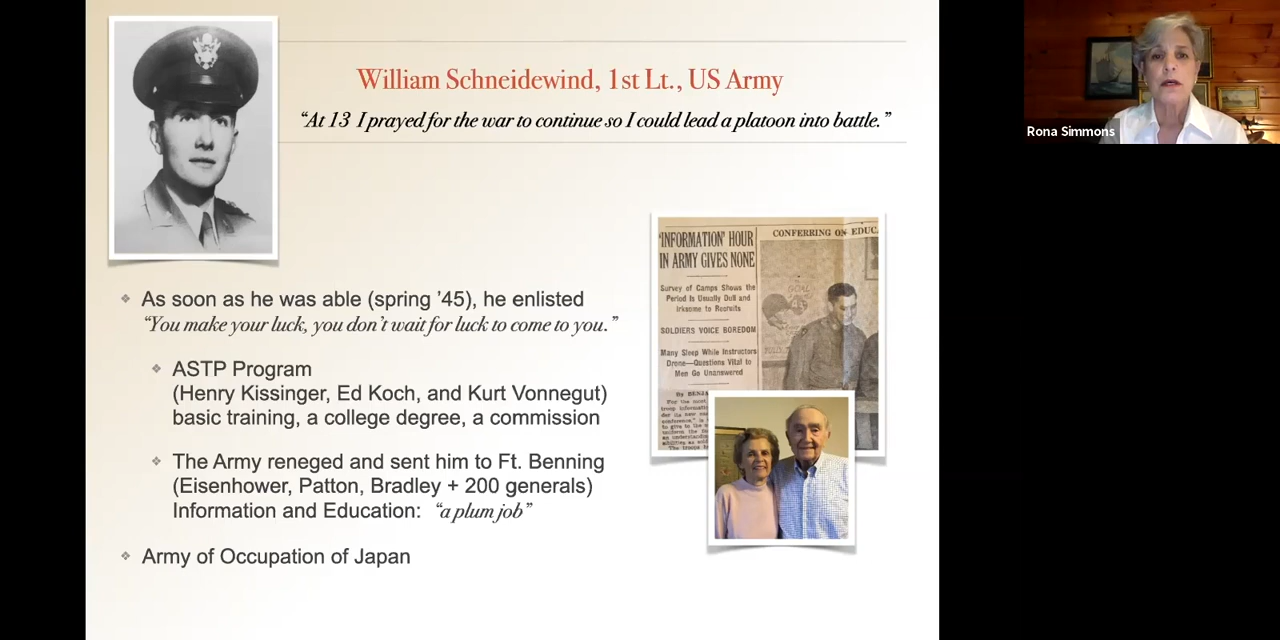 William Schneidewind, 1st Lt., US Army
“At 13 I prayed for the war to continue so I could lead a platoon into battle.”
Rona Simmons
As soon as he was able (spring ’45), he enlisted
“You make your luck, you don’t wait for luck to come to you.”
ASTP Program
(Henry Kissinger, Ed Koch, and Kurt Vonnegut)
basic training, a college degree, a commission
The Army reneged and sent him to Ft. Benning
(Eisenhower, Patton, Bradley + 200 generals)
Information and Education: “a plum job”
Army of Occupation of Japan
'INFORMATION' HOUR
IN ARMY GIVES NONE
Survey of Camps Shows the
Period Is Usually Dull and
Irksome to Recruits
SOLDIERS VOICE BOREDOM
Many Sleep While Instructors
Drone—Questions Vital to
Men Go Unanswered
CONFERRING ON EDUC